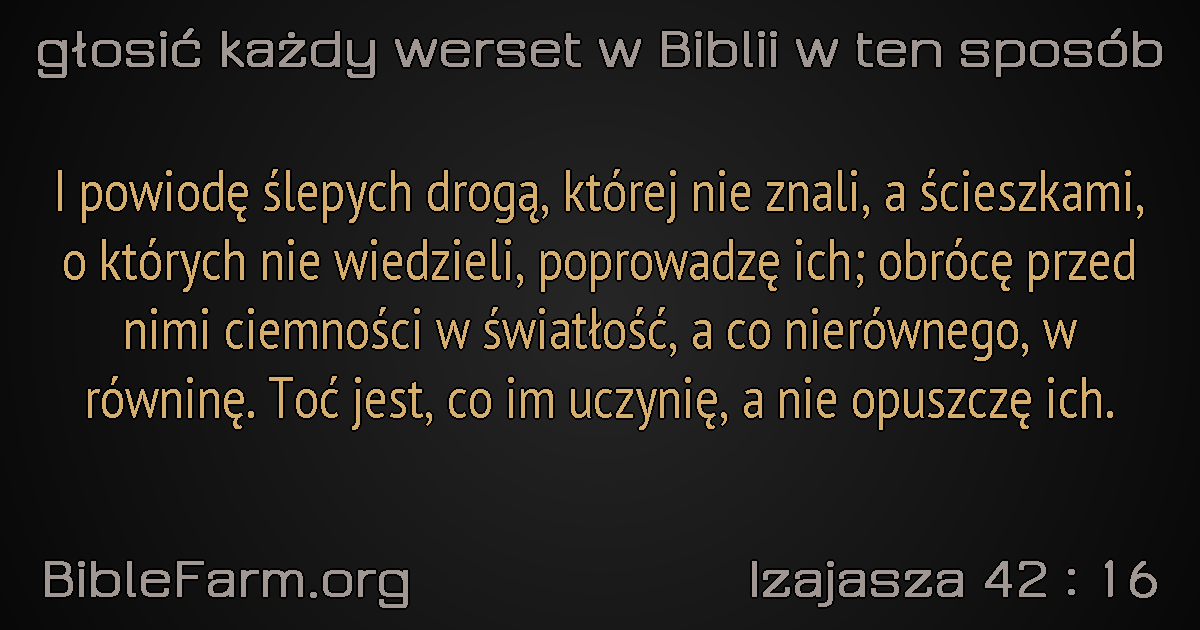 głosić każdy werset w Biblii w ten sposób
I powiodę ślepych drogą, której nie znali, a ścieszkami,
o których nie wiedzieli, poprowadzę ich; obrócę przed
nimi ciemności w światłość, a co nierównego, w
równinę. Toć jest, co im uczynię, a nie opuszczę ich.
BibleFarm.org
Izajasza 42 : 16